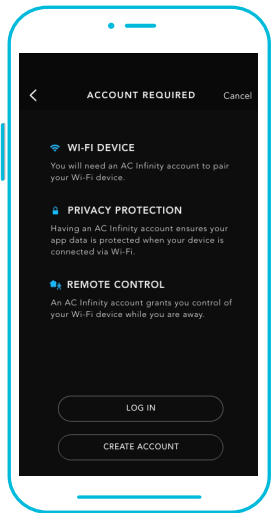 ACCOUNT REQUIRED Cancel
WI-FI DEVICE
You will need an AC Infinity account to pair
your Wi-Fi device.
PRIVACY PROTECTION
Having an AC Infinity account ensures your
app data is protected when your device is
connected via Wi-Fi.
REMOTE CONTROL
An AC Infinity account grants you control of
your Wi-Fi device while you are away.
LOG IN
CREATE ACCOUNT